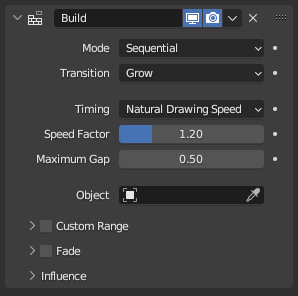 Build
Mode Sequential
Transition Grow
Timing Natural Drawing Speed
Speed Factor 1.20
Maximum Gap 0.50
Object
Custom Range
Fade
Influence